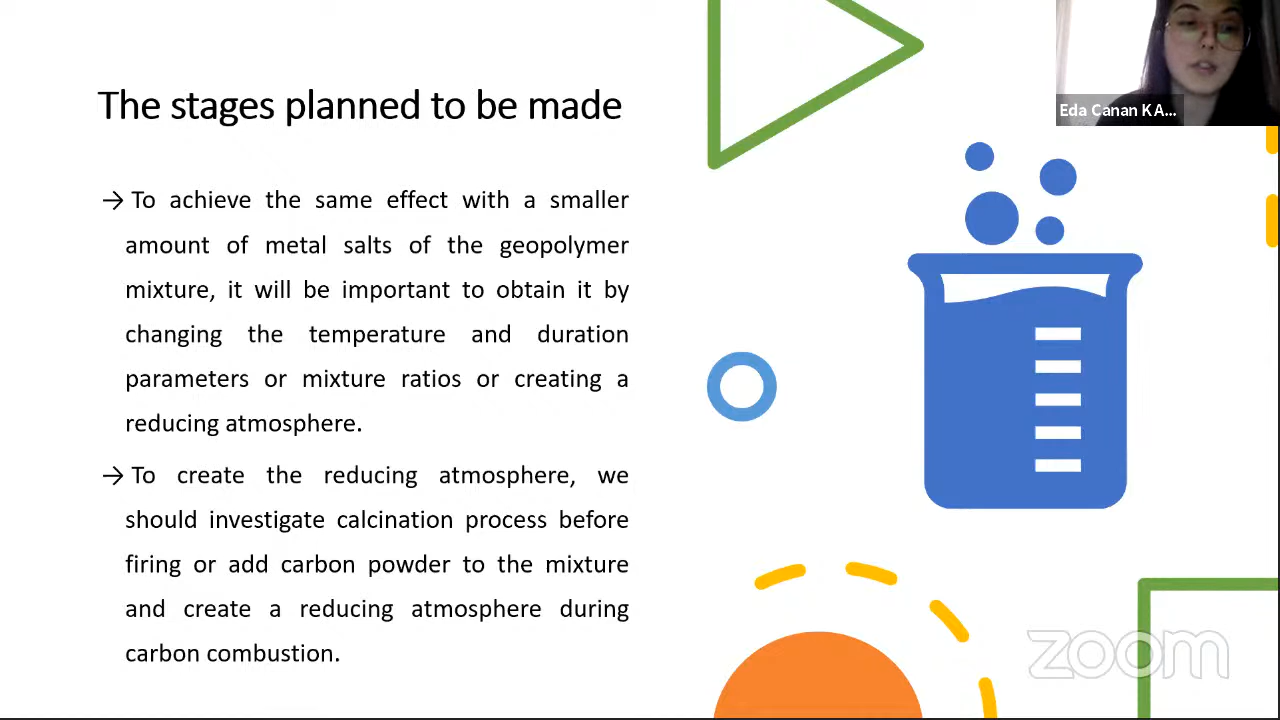 The stages planned to be made
Eda Canan K A...
→ To achieve the same effect with a smaller
amount of metal salts of the geopolymer
mixture, it will be important to obtain it by
changing the temperature and duration
parameters or mixture ratios or creating a
reducing atmosphere.
→ To create the reducing atmosphere, we
should investigate calcination process before
firing or add carbon powder to the mixture
and create a reducing atmosphere during
carbon combustion.
zoom